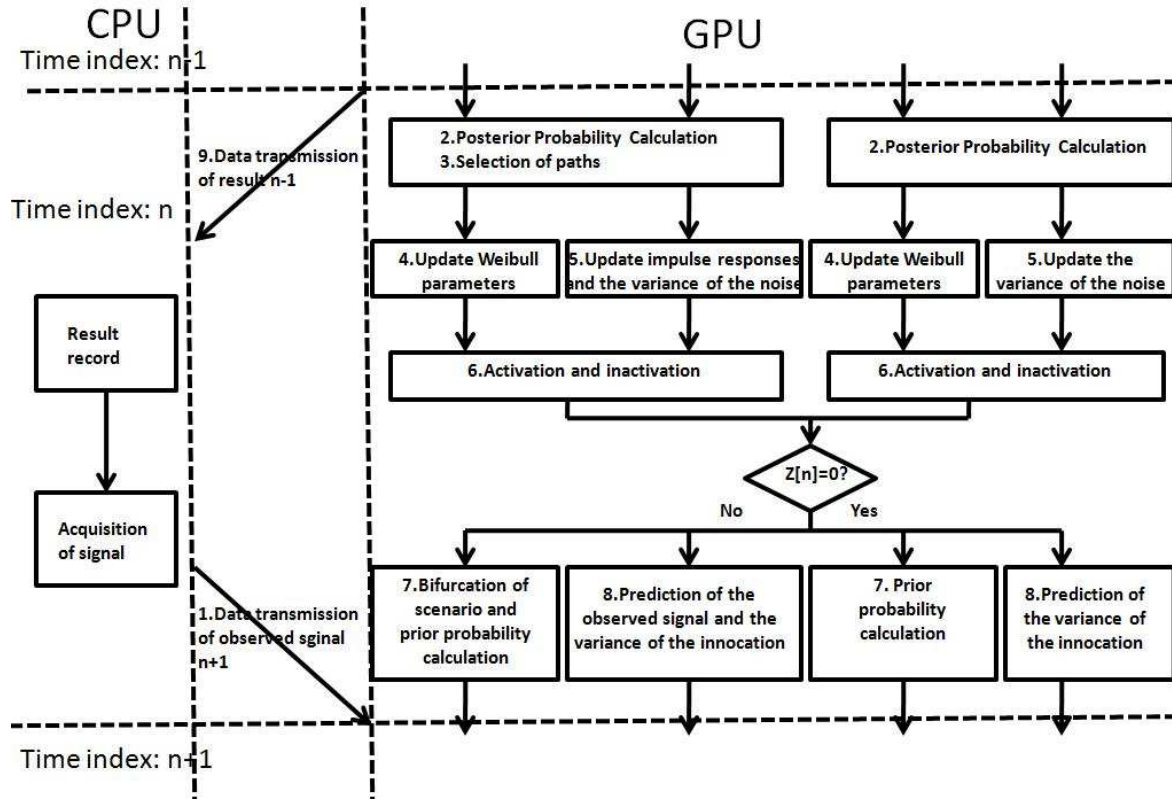 CPU
GPU
Time index: n-1
9.Data transmission
of result n-1
2.Posterior Probability Calculation
3.Selection of paths
2.Posterior Probability Calculation
Time index: n
4.Update Weibull
parameters
5.Update impulse responses
and the variance of the noise
4.Update Weibull
parameters
5.Update the
variance of the noise
Result
record
6.Activation and inactivation
6.Activation and inactivation
Z[n]=0?
No
Yes
Acquisition
of signal
1.Data transmission
of observed sginal
n+1
7.Bifurcation of
scenario and
prior probability
calculation
8.Prediction of the
observed signal and the
variance of the innocation
7. Prior
probability
calculation
8.Prediction of
the variance of
the innocation
Time index: n+1